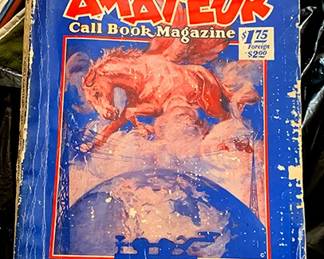 AMATEUR
Call Book Magazine
$1.75
Foreign
$2.00